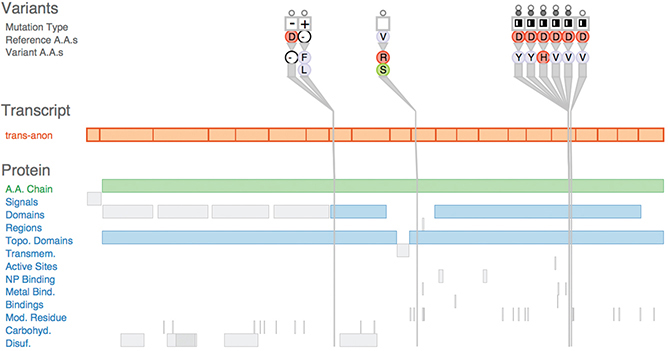 Variants
Mutation Type - +
Reference A.A.s D - V D D D D D D
Variant A.A.s - F R Y Y H V V V
L S
Transcript
trans-anon
Protein
A.A. Chain
Signals
Domains
Regions
Topo. Domains
Transmem.
Active Sites
NP Binding
Metal Bind.
Bindings
Mod. Residue
Carbohyd.
Disuf.